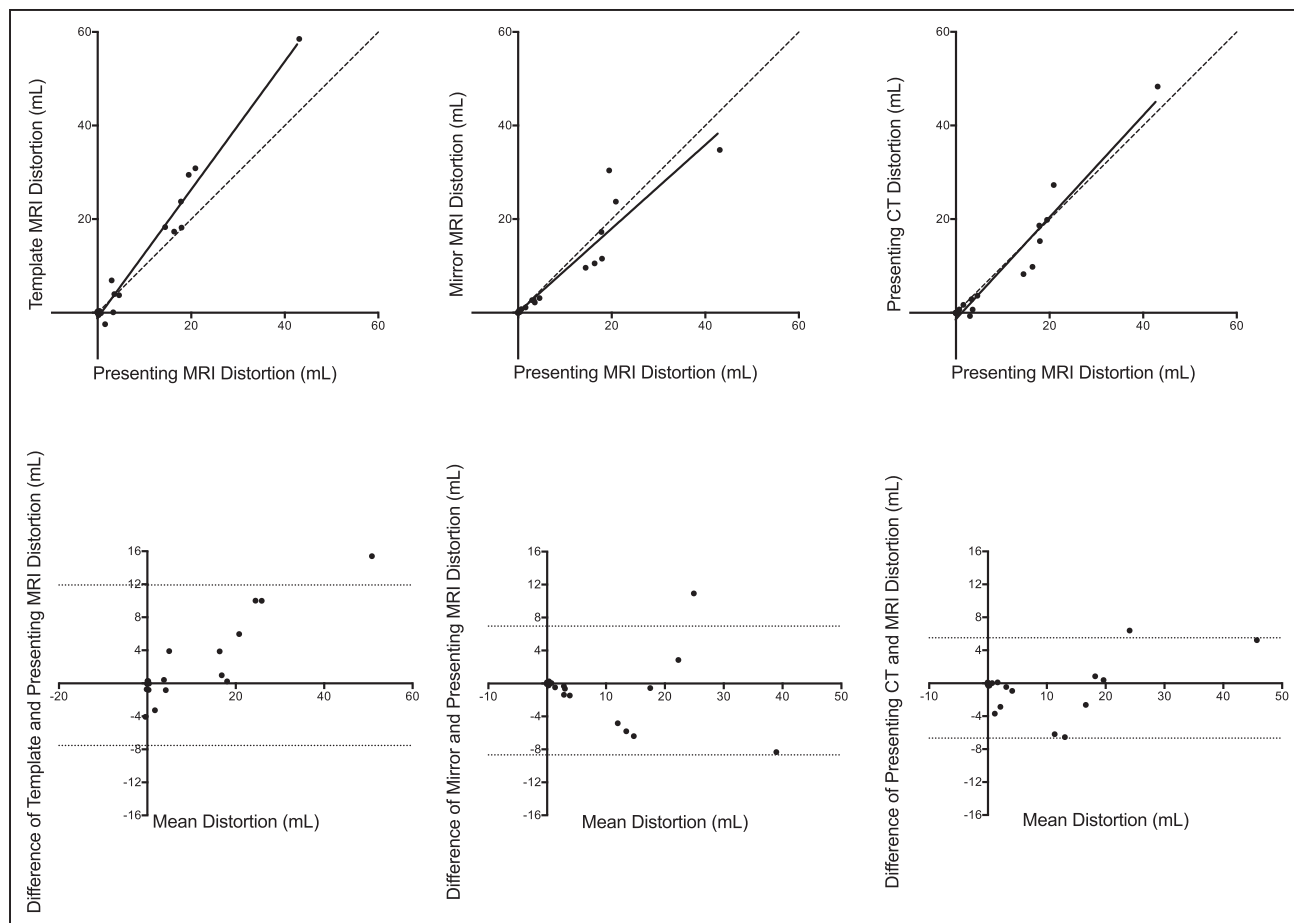 Template MRI Distortion (mL)
60
40
20
20 40 60
Presenting MRI Distortion (mL)
Mirror MRI Distortion (mL)
60
40
20
20 40 60
Presenting MRI Distortion (mL)
Presenting CT Distortion (mL)
60
40
20
20 40 60
Presenting MRI Distortion (mL)
Difference of Template and Presenting MRI Distortion (mL)
16
12
8
4
-20 20 40 60
-4
-8
-12
-16
Mean Distortion (mL)
Difference of Mirror and Presenting MRI Distortion (mL)
16
12
8
4
-10 10 20 30 40 50
-4
-8
-12
-16
Mean Distortion (mL)
Difference of Presenting CT and MRI Distortion (mL)
16
12
8
4
-10 10 20 30 40 50
-4
-8
-12
-16
Mean Distortion (mL)